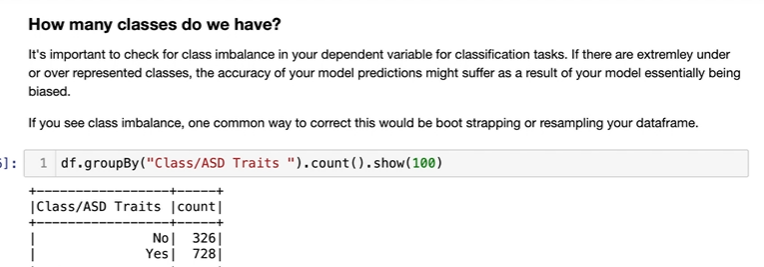 How many classes do we have?
It's important to check for class imbalance in your dependent variable for classification tasks. If there are extremley under
or over represented classes, the accuracy of your model predictions might suffer as a result of your model essentially being
biased.
If you see class imbalance, one common way to correct this would be boot strapping or resampling your dataframe.
]: 1 df.groupBy("Class/ASD Traits ").count().show(100)
+-----------------+-----+
|Class/ASD Traits |count|
+-----------------+-----+
| No| 326|
| Yes| 728|